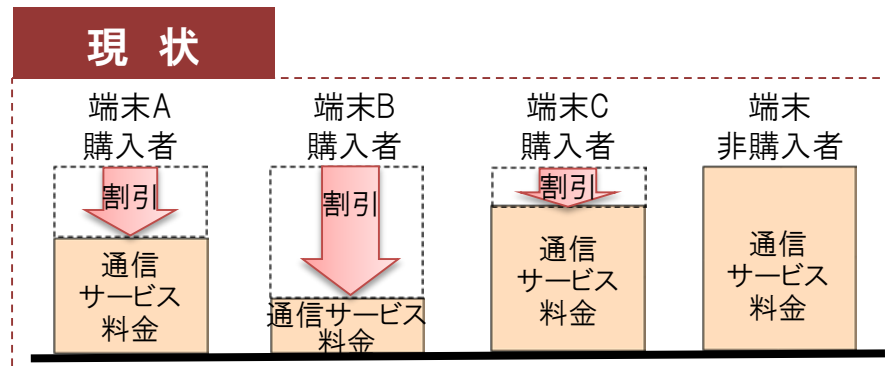 現 状
端末A
購入者
割引
通信
サービス
料金
端末B
購入者
割引
通信サービス
料金
端末C
購入者
割引
通信
サービス
料金
端末
非購入者
通信
サービス
料金